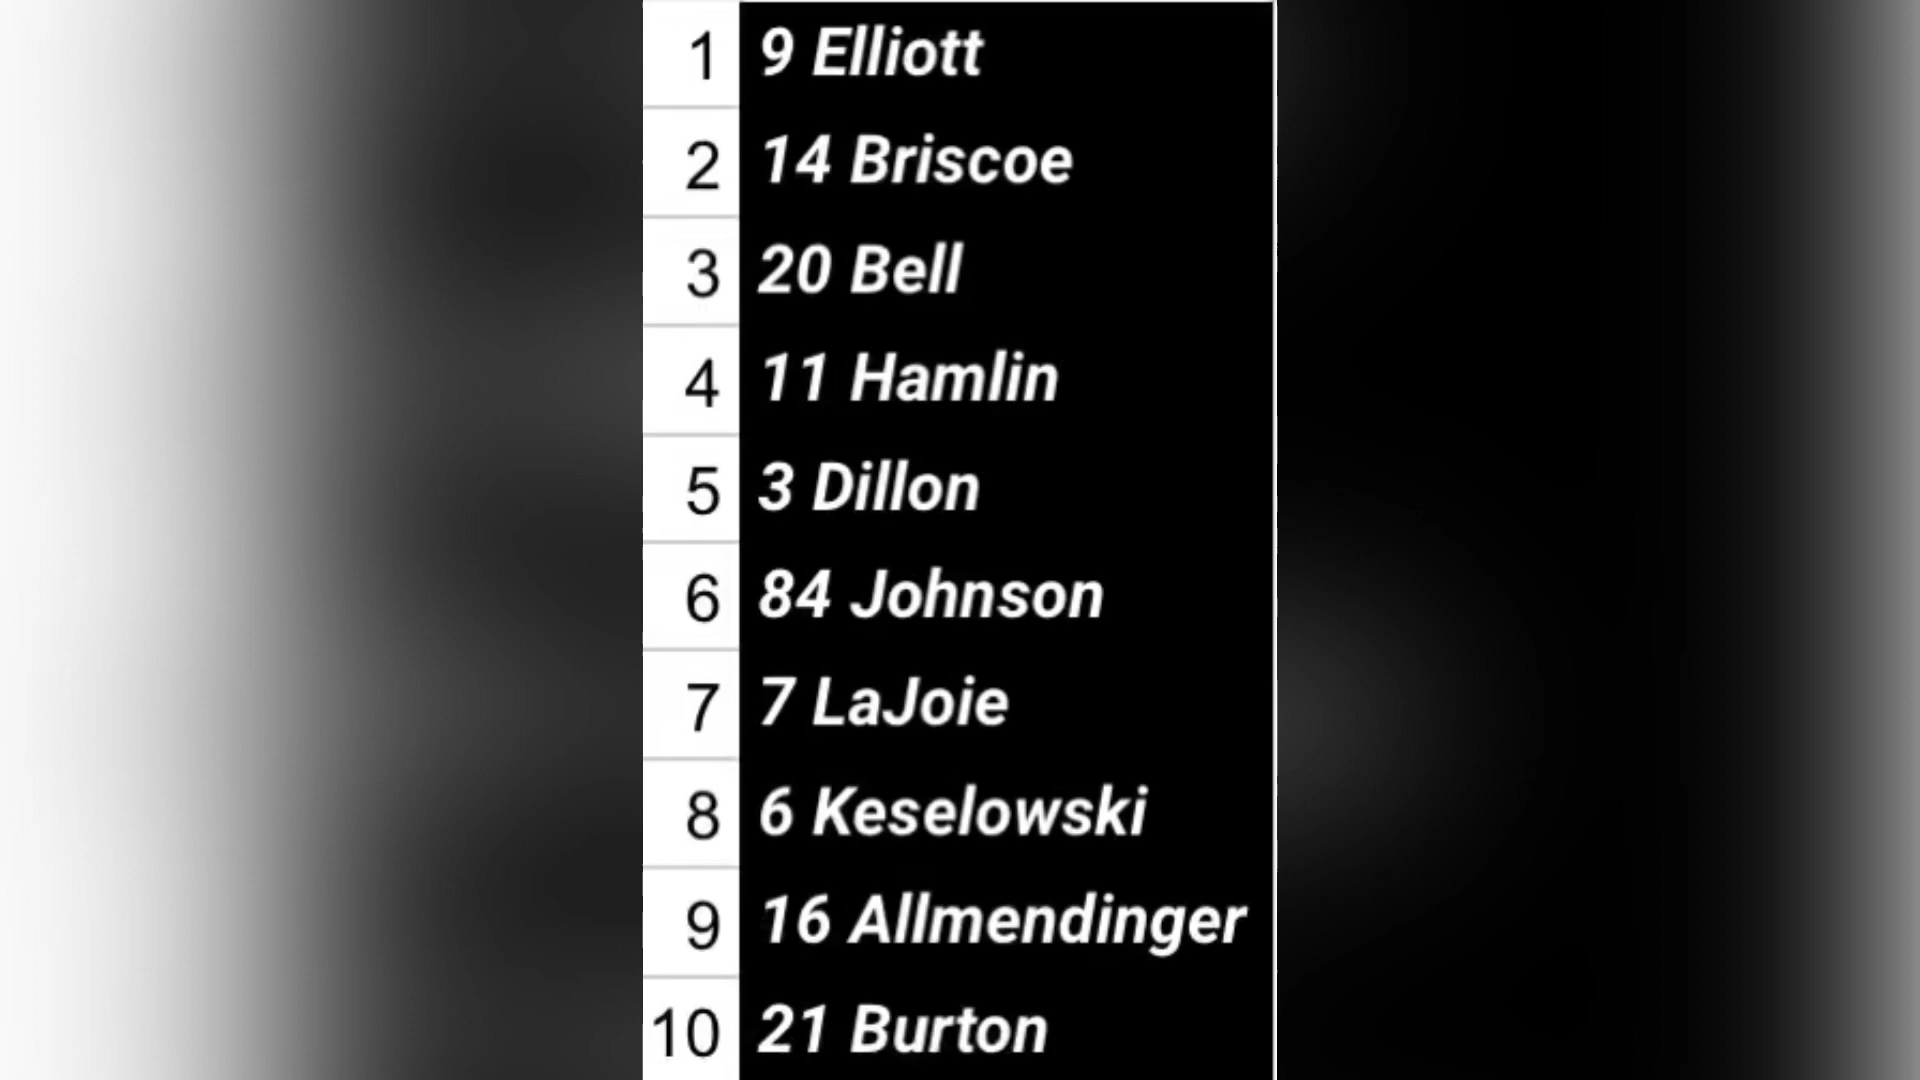 1 9 Elliott
2 14 Briscoe
3 20 Bell
4 11 Hamlin
5 3 Dillon
6 84 Johnson
7 7 LaJoie
8 6 Keselowski
9 16 Allmendinger
10 21 Burton